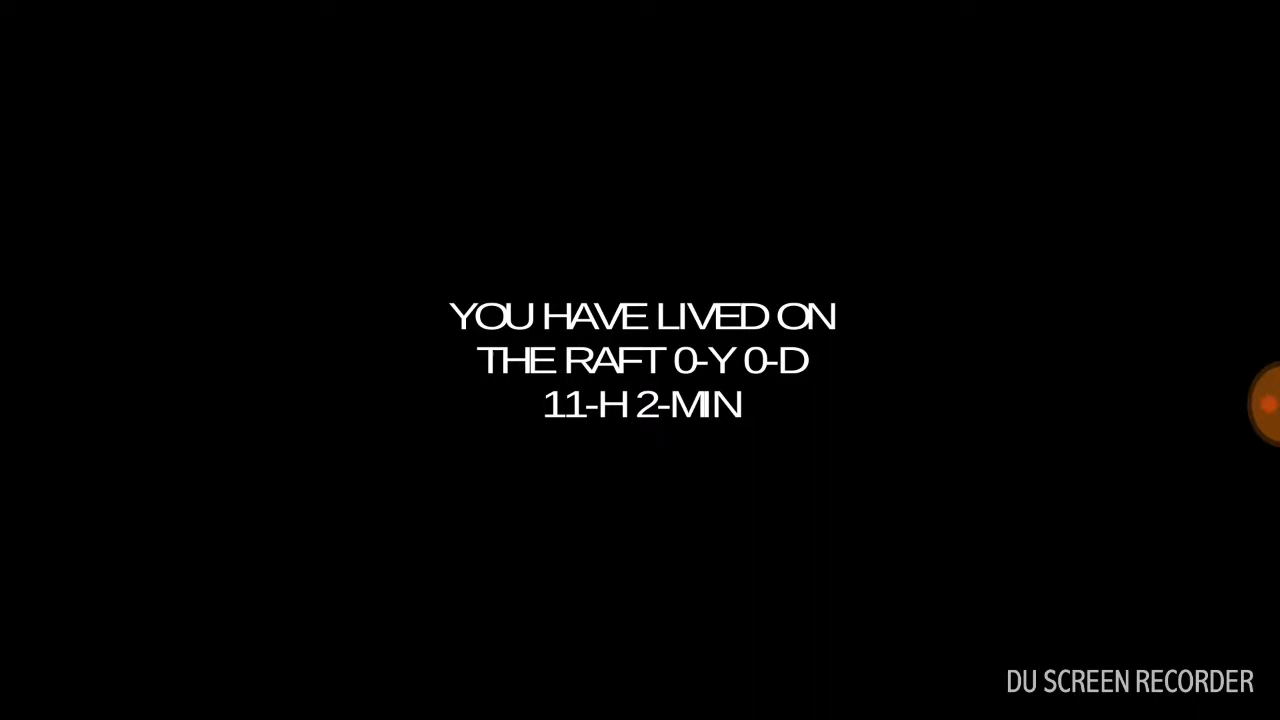 YOU HAVE LIVED ON
THE RAFT 0-Y 0-D
11-H 2-MIN
DU SCREEN RECORDER